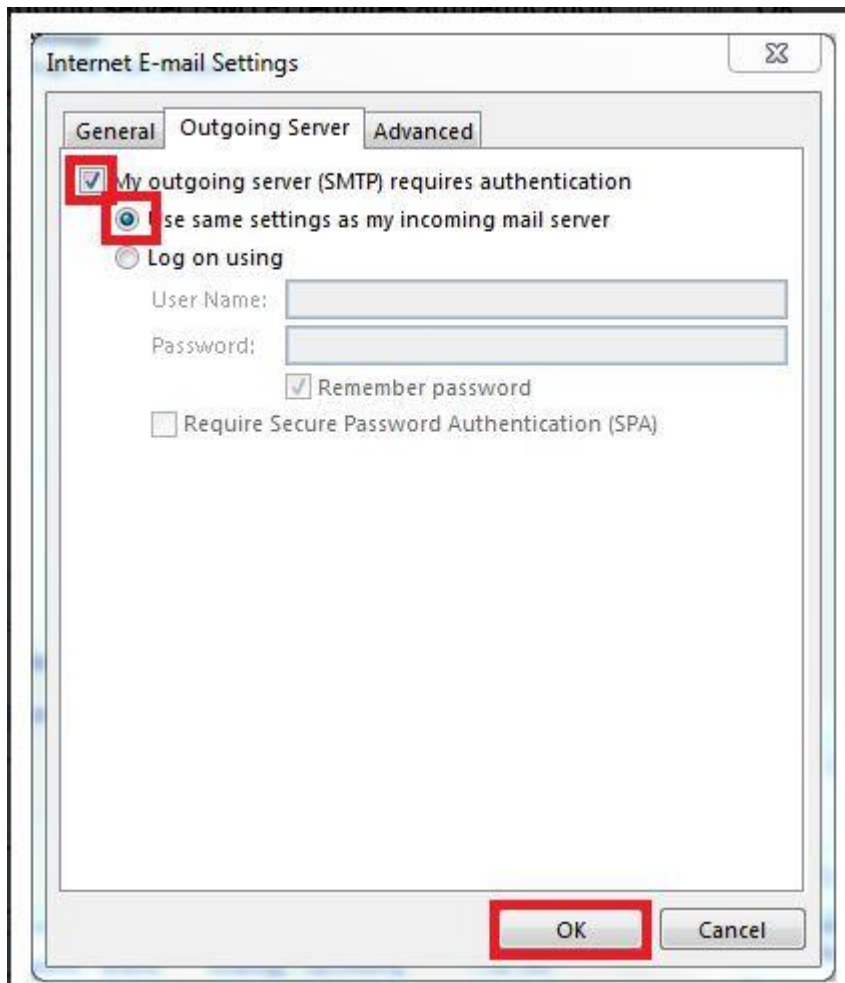 Internet E-mail Settings
General Outgoing Server Advanced
My outgoing server (SMTP) requires authentication
Use same settings as my incoming mail server
Log on using
User Name:
Password:
Remember password
Require Secure Password Authentication (SPA)
OK Cancel